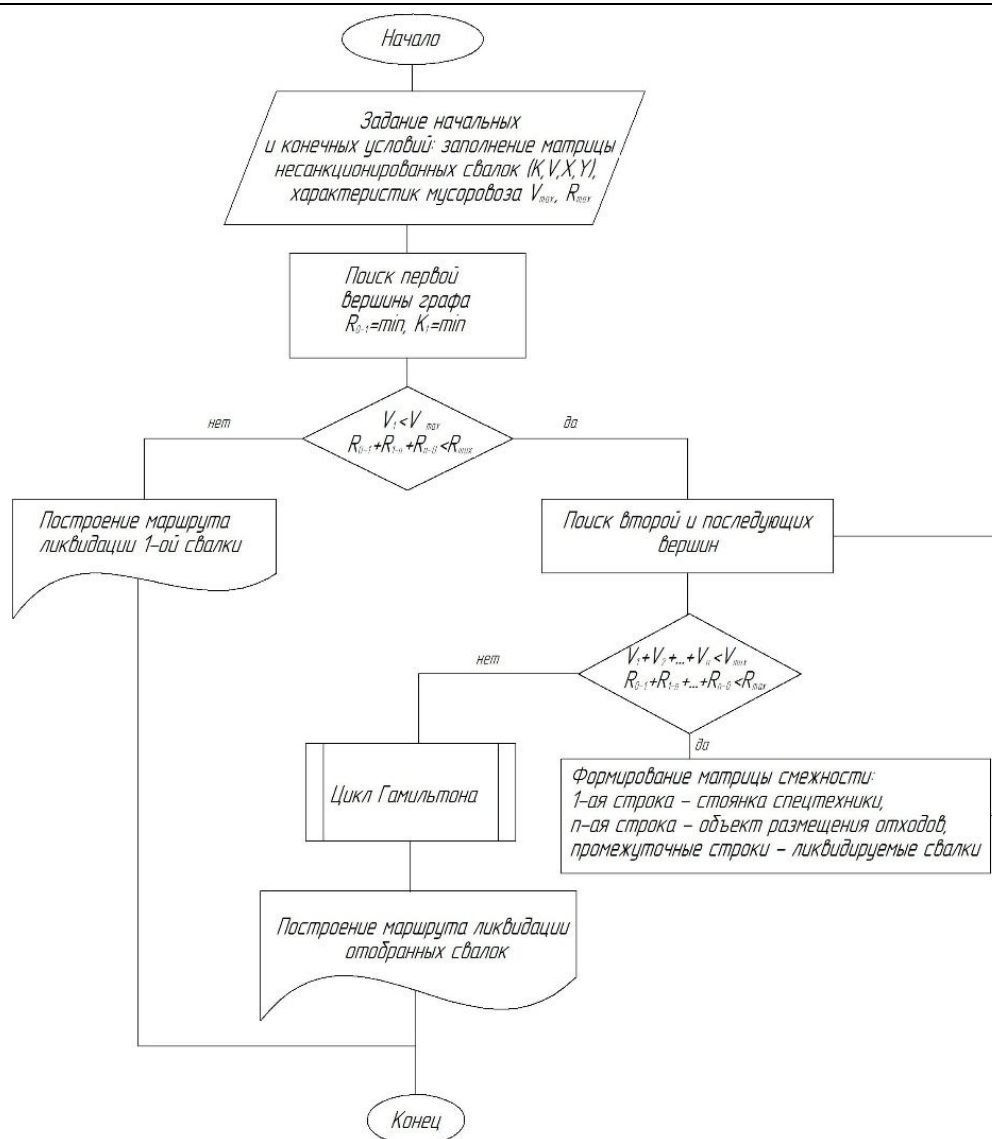 Начало
Задание начальных
и конечных условий: заполнение матрицы
несанкционированных свалок (K,V,X,Y),
характеристик мусоровоза Vmax, Rmax
Поиск первой
вершины графа
R0-1=min, K1=min
V1<Vmax
R0-1+R1-n+Rn-0<Rmax
нет
да
Построение маршрута
ликвидации 1-ой свалки
Поиск второй и последующих
вершин
V1+V2+...+Vn<Vmax
R0-1+R1-n+...+Rn-0<Rmax
нет
да
Цикл Гамильтона
Формирование матрицы смежности:
1-ая строка – стоянка спецтехники,
n-ая строка – объект размещения отходов,
промежуточные строки – ликвидируемые свалки
Построение маршрута ликвидации
отобранных свалок
Конец